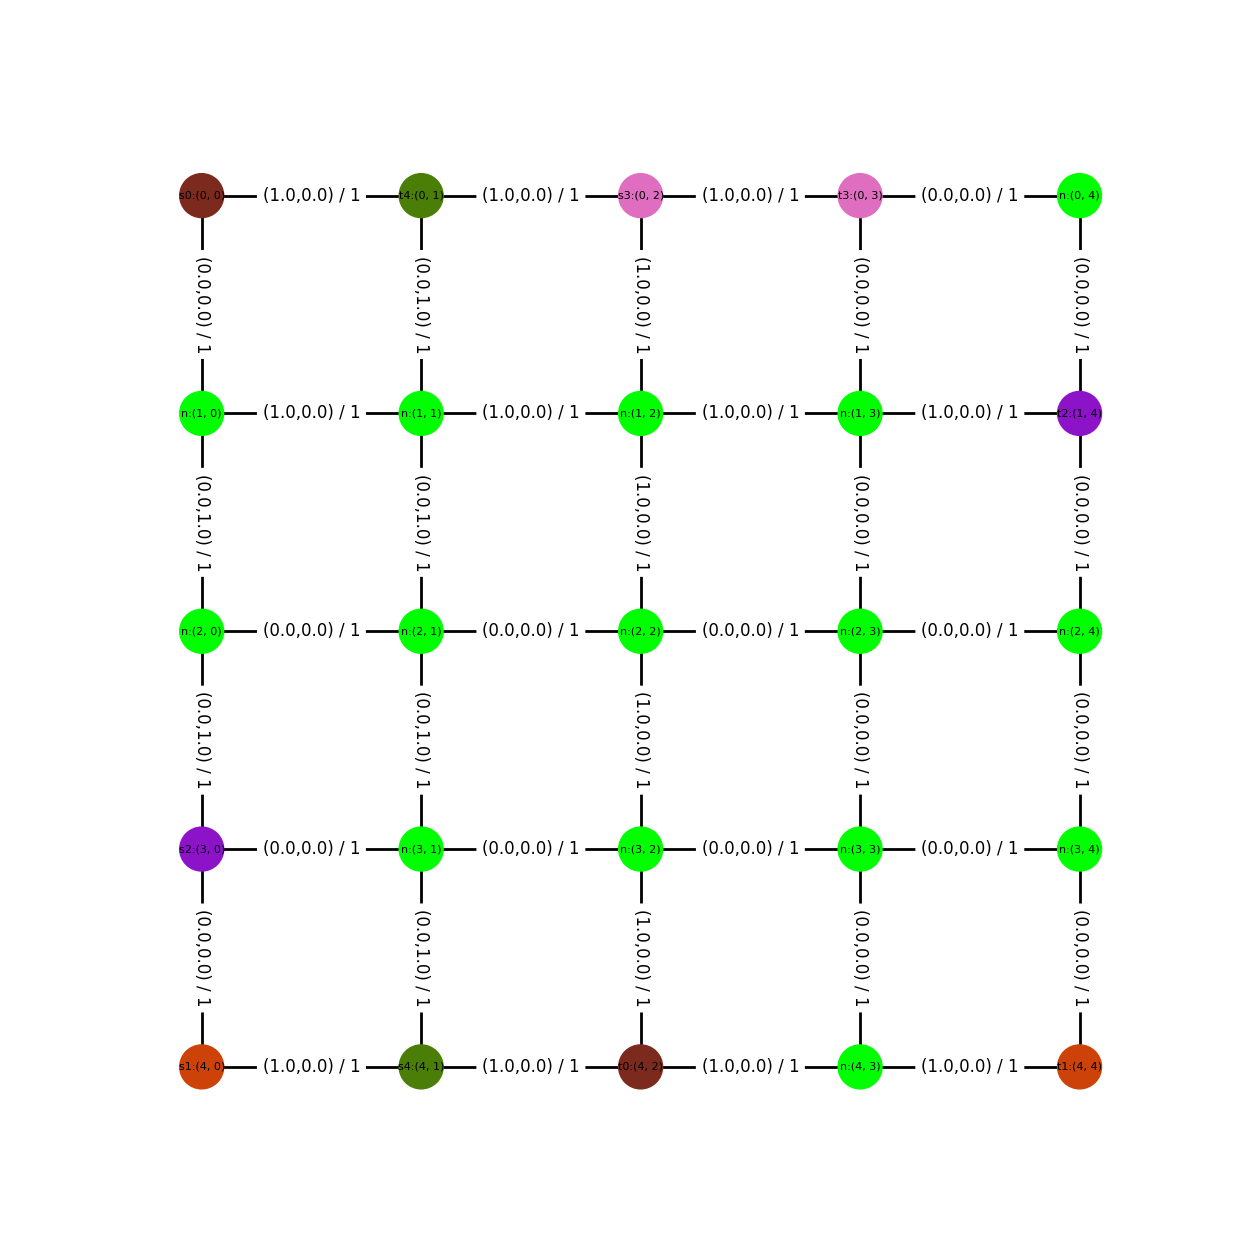 s0:(0, 0) (1.0,0.0) / 1 t4:(0, 1) (1.0,0.0) / 1 s3:(0, 2) (1.0,0.0) / 1 t3:(0, 3) (0.0,0.0) / 1 n:(0, 4)
(0.0,0.0) / 1 (0.0,1.0) / 1 (1.0,0.0) / 1 (0.0,0.0) / 1 (0.0,0.0) / 1
n:(1, 0) (1.0,0.0) / 1 n:(1, 1) (1.0,0.0) / 1 n:(1, 2) (1.0,0.0) / 1 n:(1, 3) (1.0,0.0) / 1 t2:(1, 4)
(0.0,1.0) / 1 (0.0,1.0) / 1 (1.0,0.0) / 1 (0.0,0.0) / 1 (0.0,0.0) / 1
n:(2, 0) (0.0,0.0) / 1 n:(2, 1) (0.0,0.0) / 1 n:(2, 2) (0.0,0.0) / 1 n:(2, 3) (0.0,0.0) / 1 n:(2, 4)
(0.0,1.0) / 1 (0.0,1.0) / 1 (1.0,0.0) / 1 (0.0,0.0) / 1 (0.0,0.0) / 1
s2:(3, 0) (0.0,0.0) / 1 n:(3, 1) (0.0,0.0) / 1 n:(3, 2) (0.0,0.0) / 1 n:(3, 3) (0.0,0.0) / 1 n:(3, 4)
(0.0,0.0) / 1 (0.0,1.0) / 1 (1.0,0.0) / 1 (0.0,0.0) / 1 (0.0,0.0) / 1
s1:(4, 0) (1.0,0.0) / 1 s4:(4, 1) (1.0,0.0) / 1 t0:(4, 2) (1.0,0.0) / 1 n:(4, 3) (1.0,0.0) / 1 t1:(4, 4)